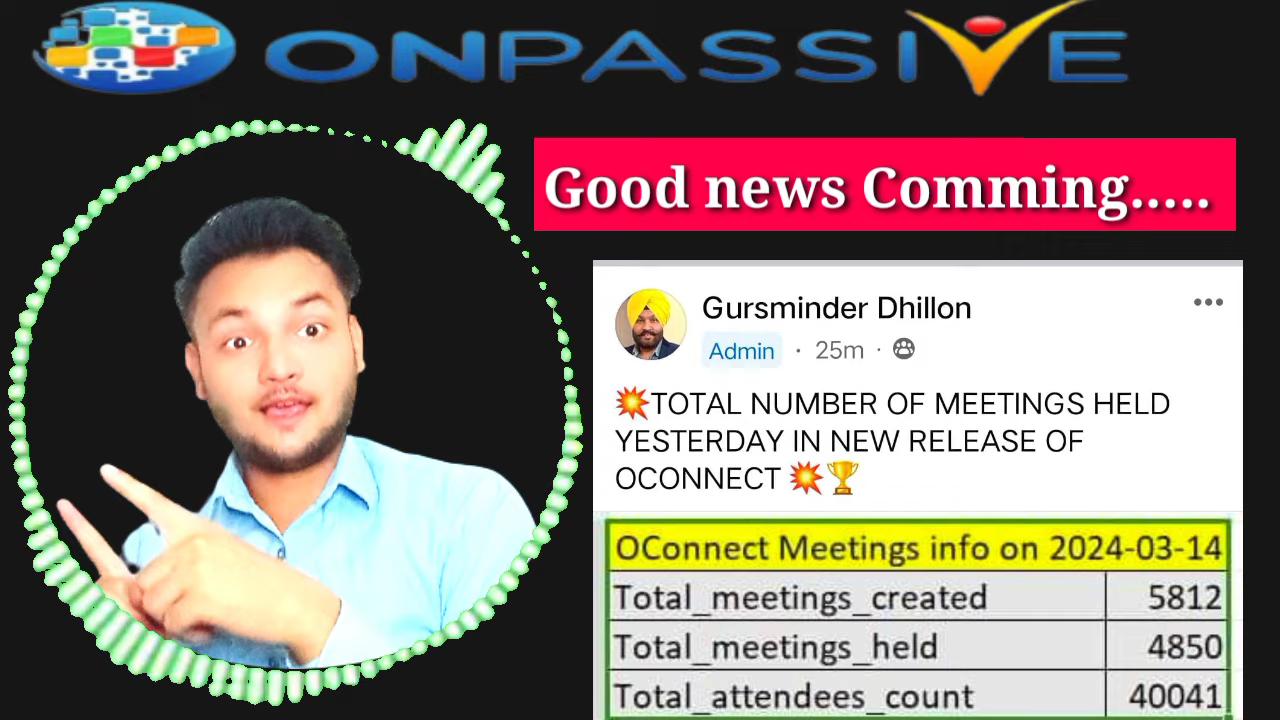 ONPASSIVE
Good news Comming.....
Gursminder Dhillon
Admin · 25m ·
💥TOTAL NUMBER OF MEETINGS HELD
YESTERDAY IN NEW RELEASE OF
OCONNECT 💥🏆
OConnect Meetings info on 2024-03-14
Total_meetings_created 5812
Total_meetings_held 4850
Total_attendees_count 40041